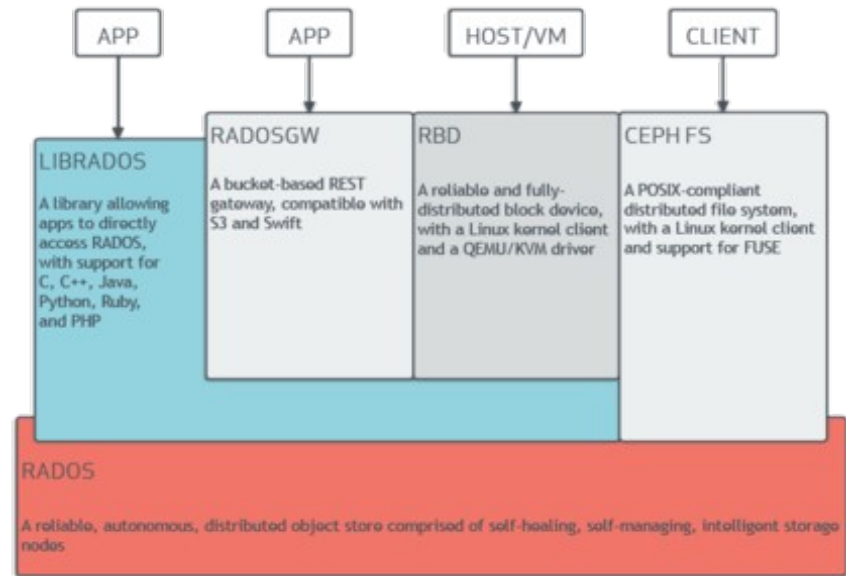 APP
APP
HOST/VM
CLIENT
LIBRADOS
A library allowing
apps to directly
access RADOS,
with support for
C, C++, Java,
Python, Ruby,
and PHP
RADOSGW
A bucket-based REST
gateway, compatible with
S3 and Swift
RBD
A reliable and fully-
distributed block device,
with a Linux kernel client
and a QEMU/KVM driver
CEPH FS
A POSIX-compliant
distributed file system,
with a Linux kernel client
and support for FUSE
RADOS
A reliable, autonomous, distributed object store comprised of self-healing, self-managing, intelligent storage
nodes